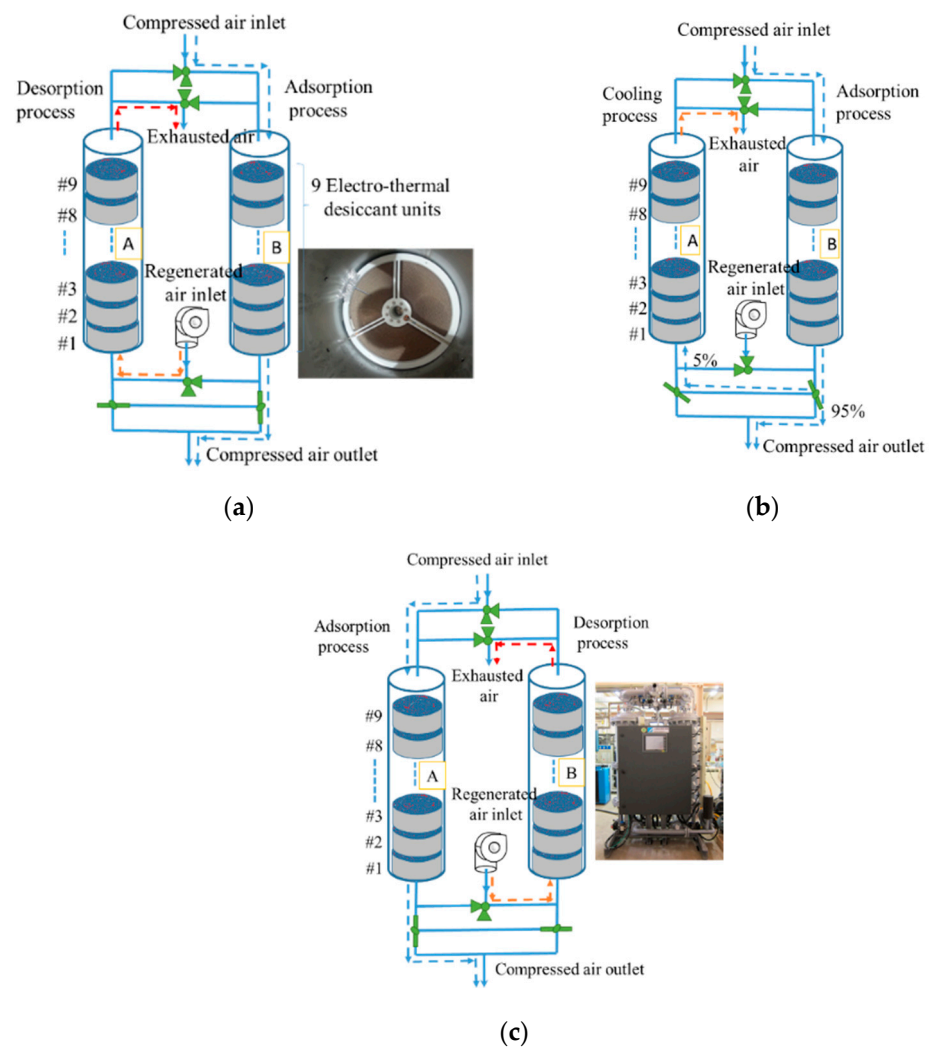 Compressed air inlet
Desorption
process
Adsorption
process
Exhausted air
#9
#8
9 Electro-thermal
desiccant units
A
B
Regenerated
air inlet
#3
#2
#1
Compressed air outlet
(a)
Compressed air inlet
Cooling
process
Adsorption
process
Exhausted
air
#9
#8
A
B
Regenerated
air inlet
#3
#2
#1
5%
95%
Compressed air outlet
(b)
Compressed air inlet
Adsorption
process
Desorption
process
Exhausted
air
#9
#8
A
B
Regenerated
air inlet
#3
#2
#1
Compressed air outlet
(c)